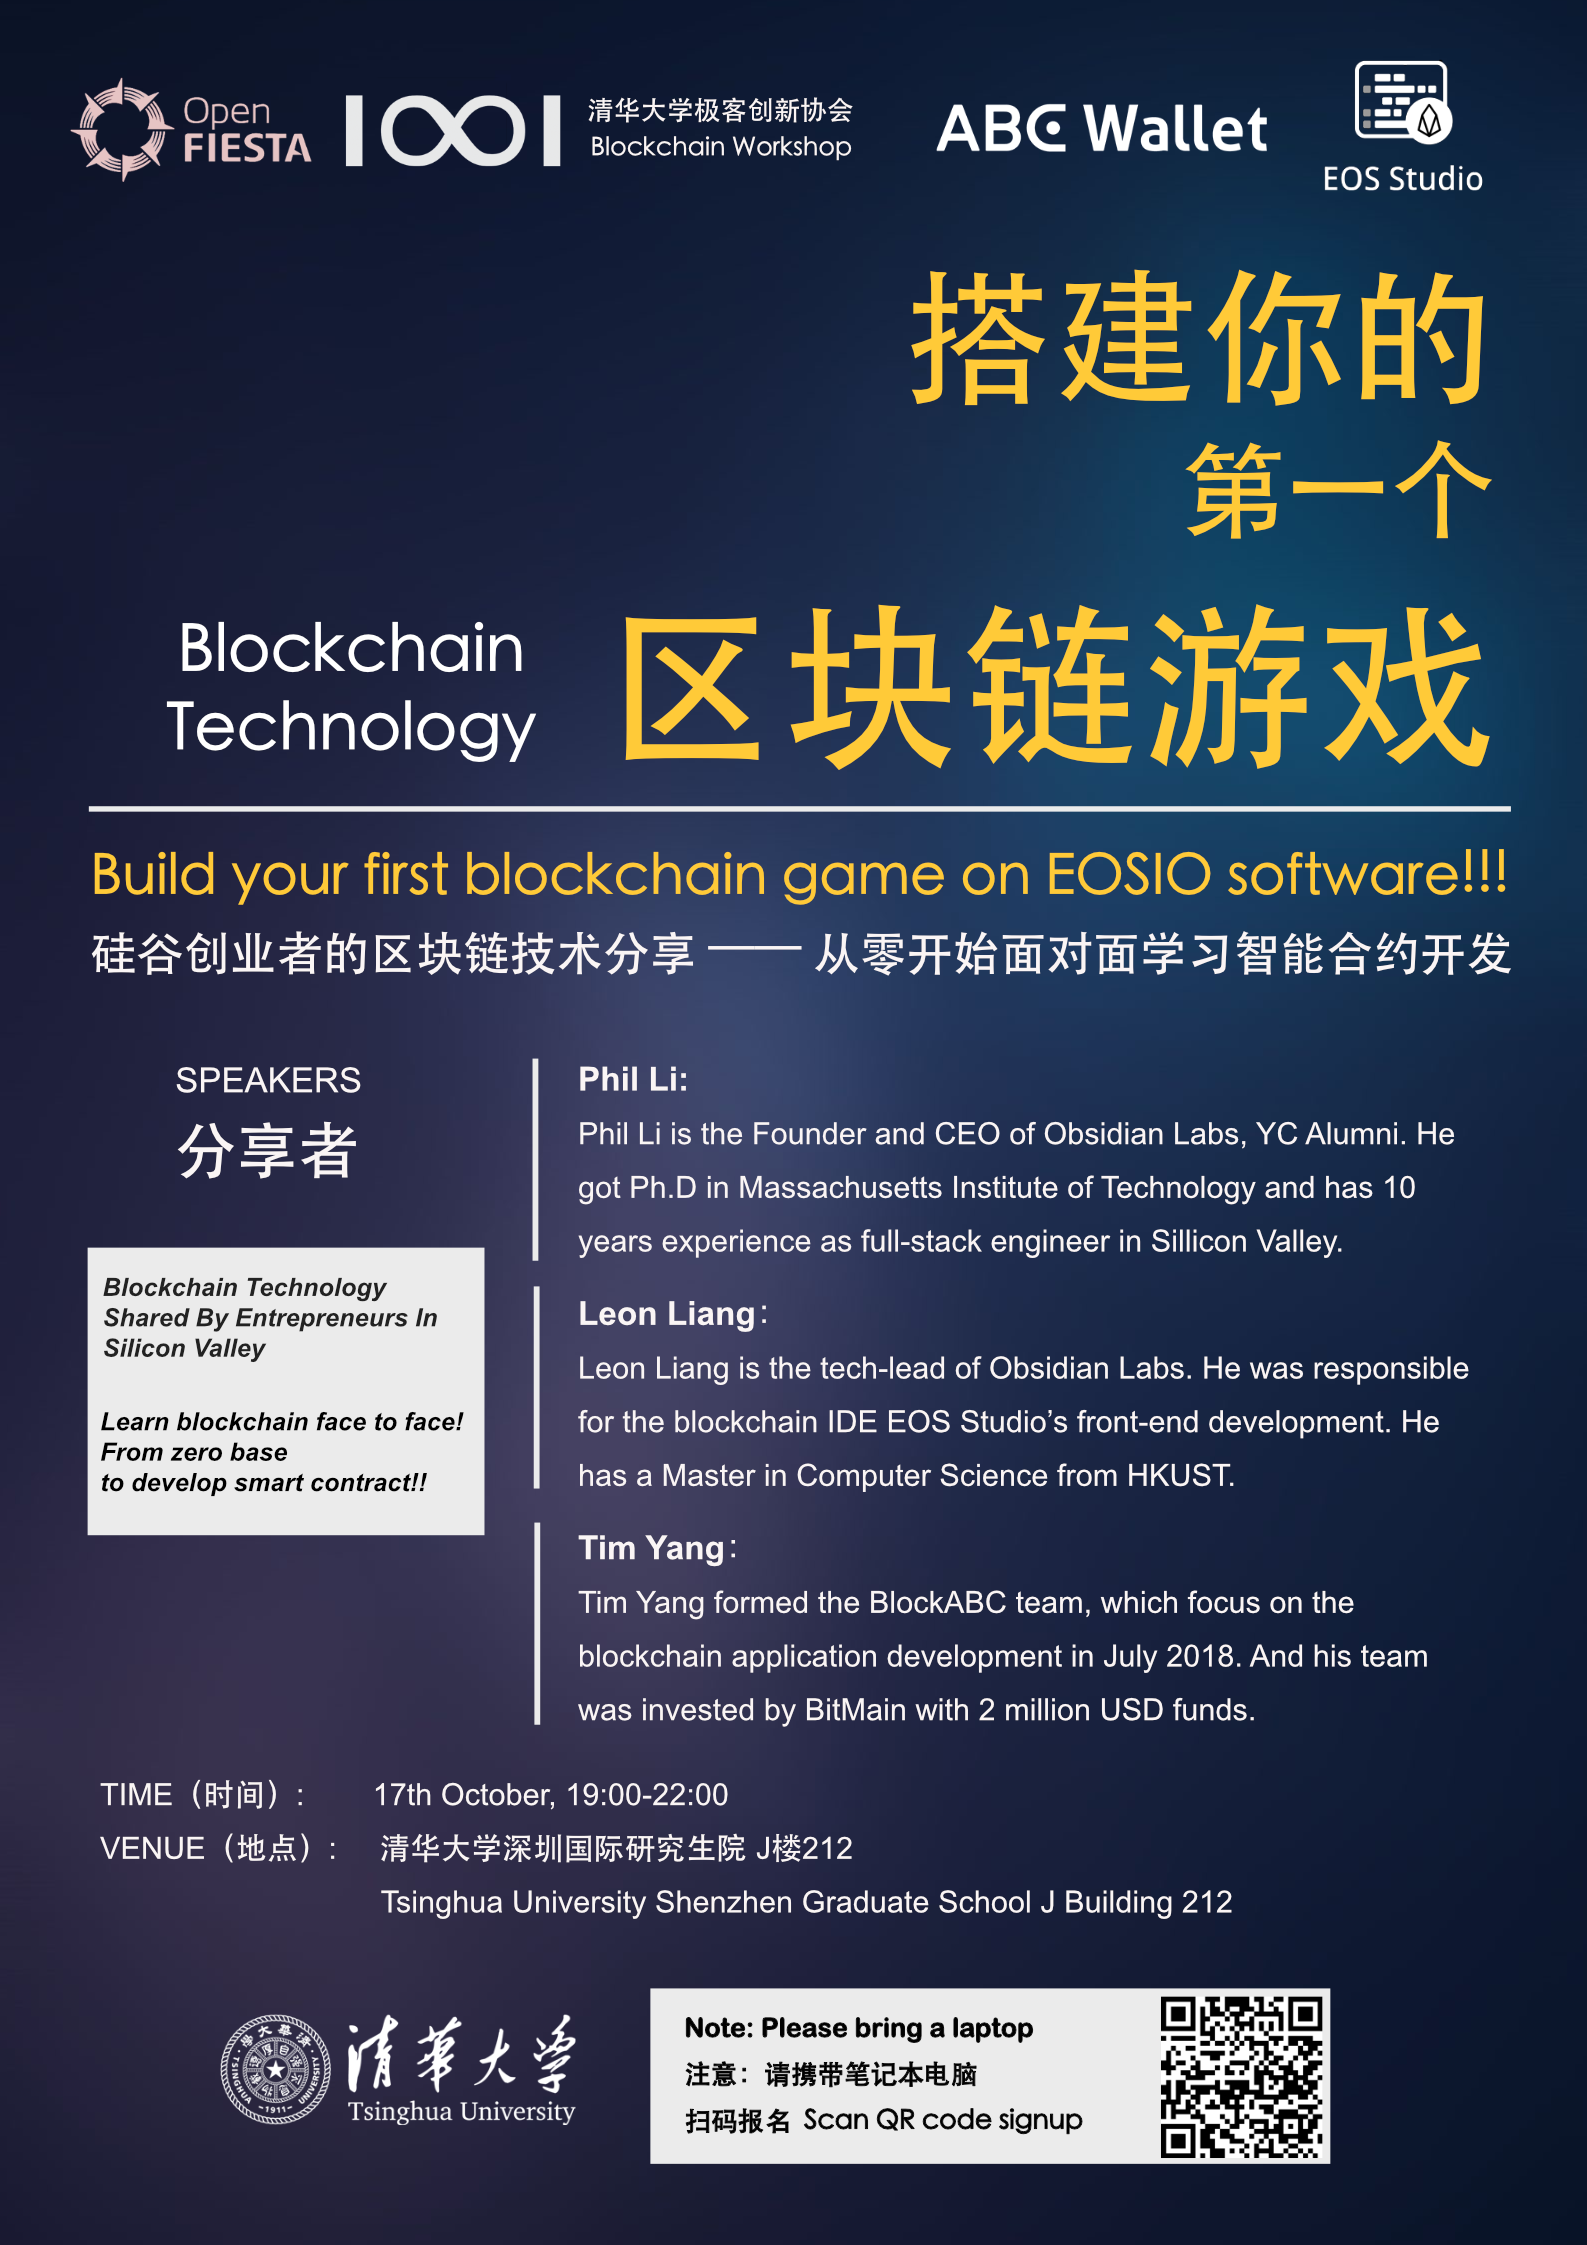 Open
FIESTA
1001
清华大学极客创新协会
Blockchain Workshop
ABC Wallet
EOS Studio
搭建你的
第一个
Blockchain
Technology
区块链游戏
Build your first blockchain game on EOSIO software!!!
硅谷创业者的区块链技术分享 —— 从零开始面对面学习智能合约开发
SPEAKERS
分享者
Blockchain Technology
Shared By Entrepreneurs In
Silicon Valley
Learn blockchain face to face!
From zero base
to develop smart contract!!
Phil Li:
Phil Li is the Founder and CEO of Obsidian Labs, YC Alumni. He
got Ph.D in Massachusetts Institute of Technology and has 10
years experience as full-stack engineer in Sillicon Valley.
Leon Liang：
Leon Liang is the tech-lead of Obsidian Labs. He was responsible
for the blockchain IDE EOS Studio’s front-end development. He
has a Master in Computer Science from HKUST.
Tim Yang：
Tim Yang formed the BlockABC team, which focus on the
blockchain application development in July 2018. And his team
was invested by BitMain with 2 million USD funds.
TIME（时间）： 17th October, 19:00-22:00
VENUE（地点）： 清华大学深圳国际研究生院 J楼212
Tsinghua University Shenzhen Graduate School J Building 212
TSINGHUA UNIVERSITY
-1911-
清華大学
Tsinghua University
Note: Please bring a laptop
注意：请携带笔记本电脑
扫码报名 Scan QR code signup